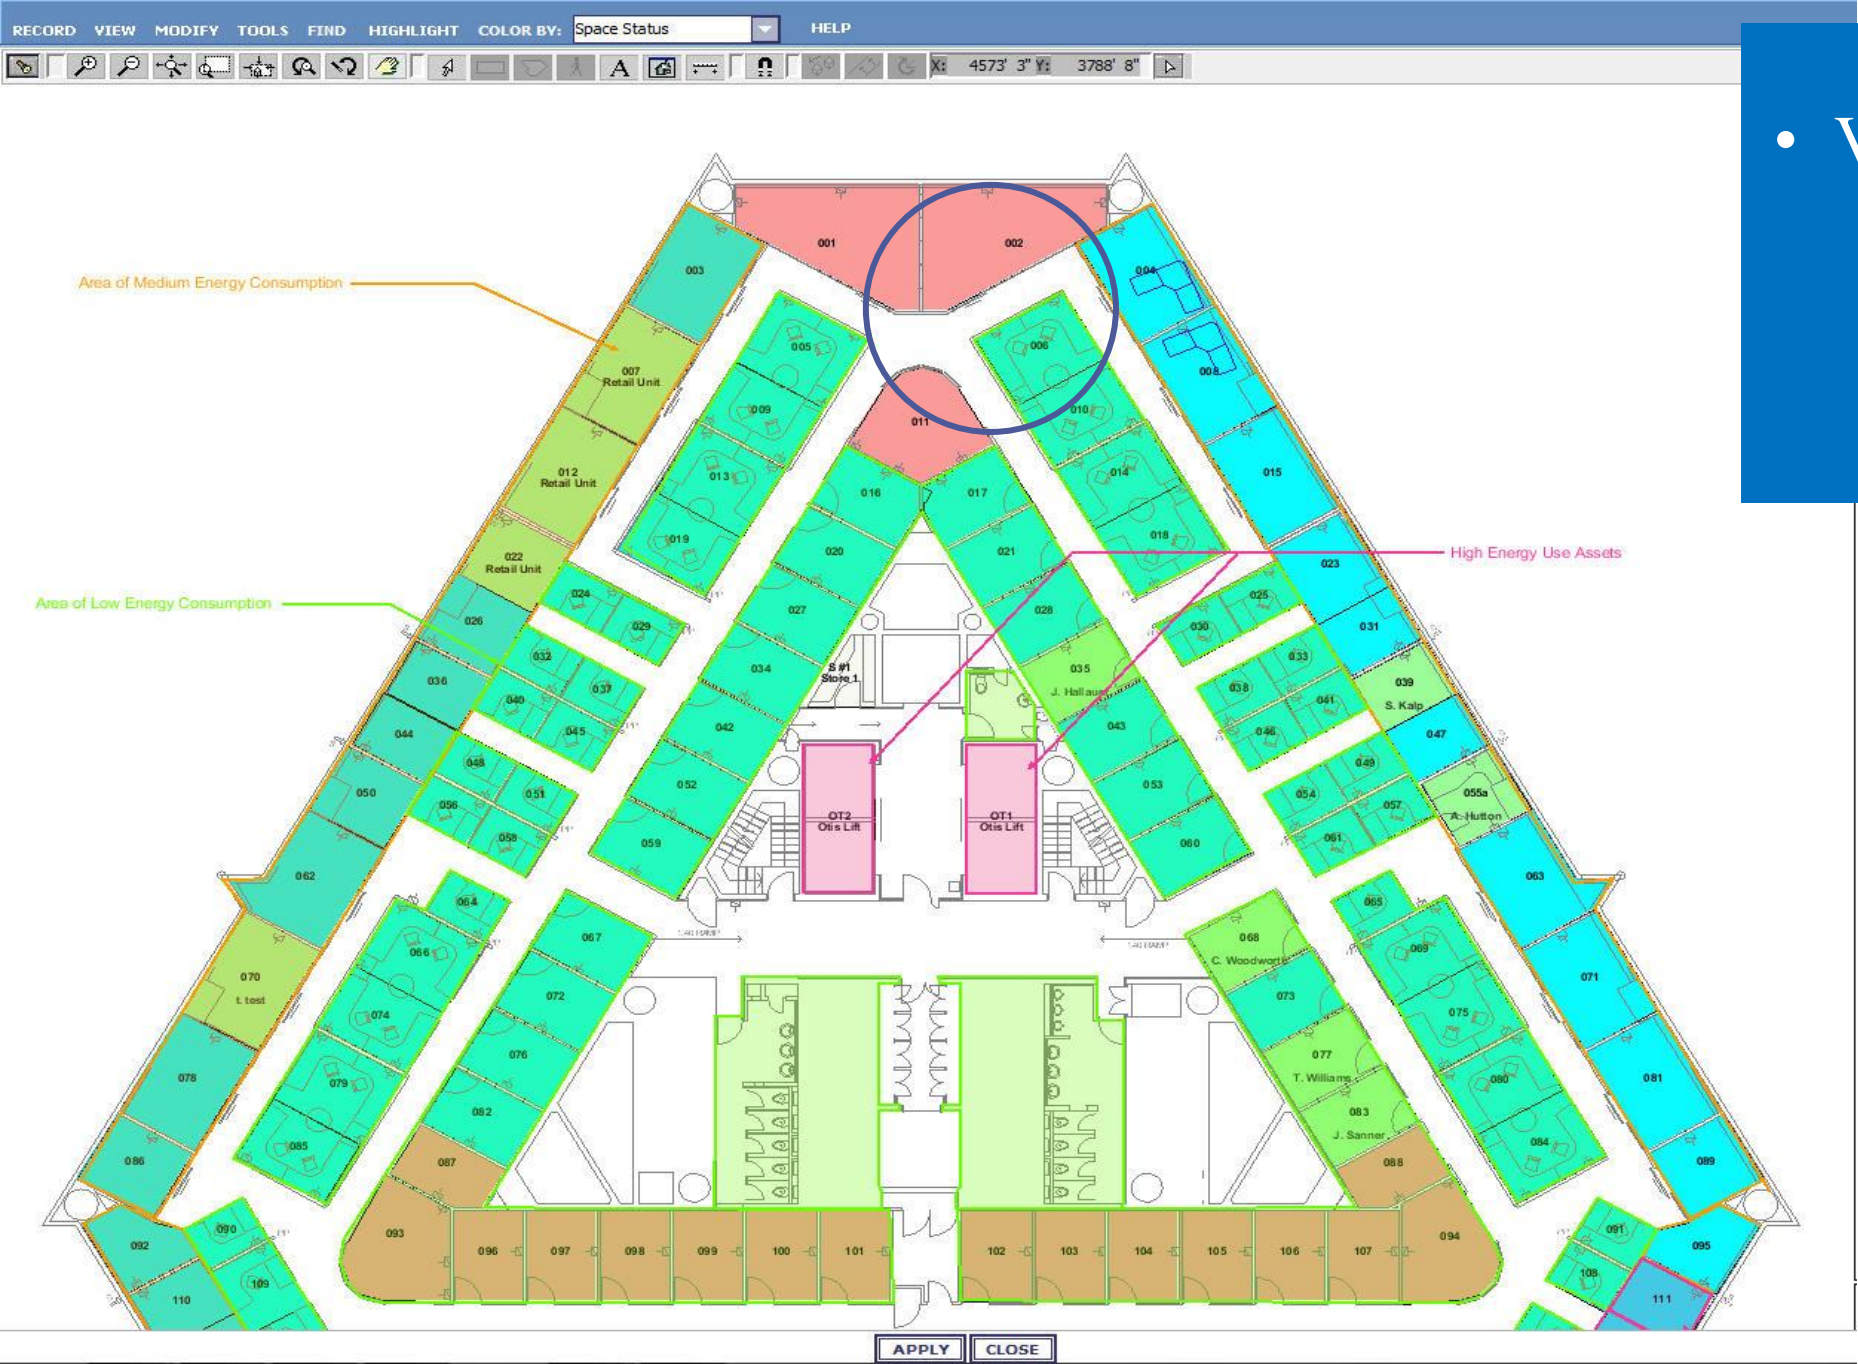 RECORD VIEW MODIFY TOOLS FIND HIGHLIGHT COLOR BY: Space Status HELP
A X: 4573' 3" Y: 3788' 8"
•
001 002
003 004
Area of Medium Energy Consumption
005 006
007
Retail Unit
008
009 010
011
012
Retail Unit
013 014 015
016 017
018 019
020 021
022
Retail Unit
High Energy Use Assets
023
024 025
Area of Low Energy Consumption
026 027 028
029 030 031
032 033
034
S #1
Store 1
035
J. Hallauer
036 037 038
039
S. Kalp
040 041
042 043
044 045 046 047
048 049
050 051 052 053 054
055a
A. Hutton
056 057
058 059 060 061
OT2
Otis Lift
OT1
Otis Lift
062 063
064 065
066 067
068
C. Woodworth
069
1:40 RAMP 1:40 RAMP
070
t. test
071
072 073
074 075
076
077
T. Williams
078 079 080 081
082
083
J. Sanner
084
085 086 087 088 089
090 091
092 093 094 095
096 097 098 099 100 101 102 103 104 105 106 107
108 109
110 111
APPLY CLOSE